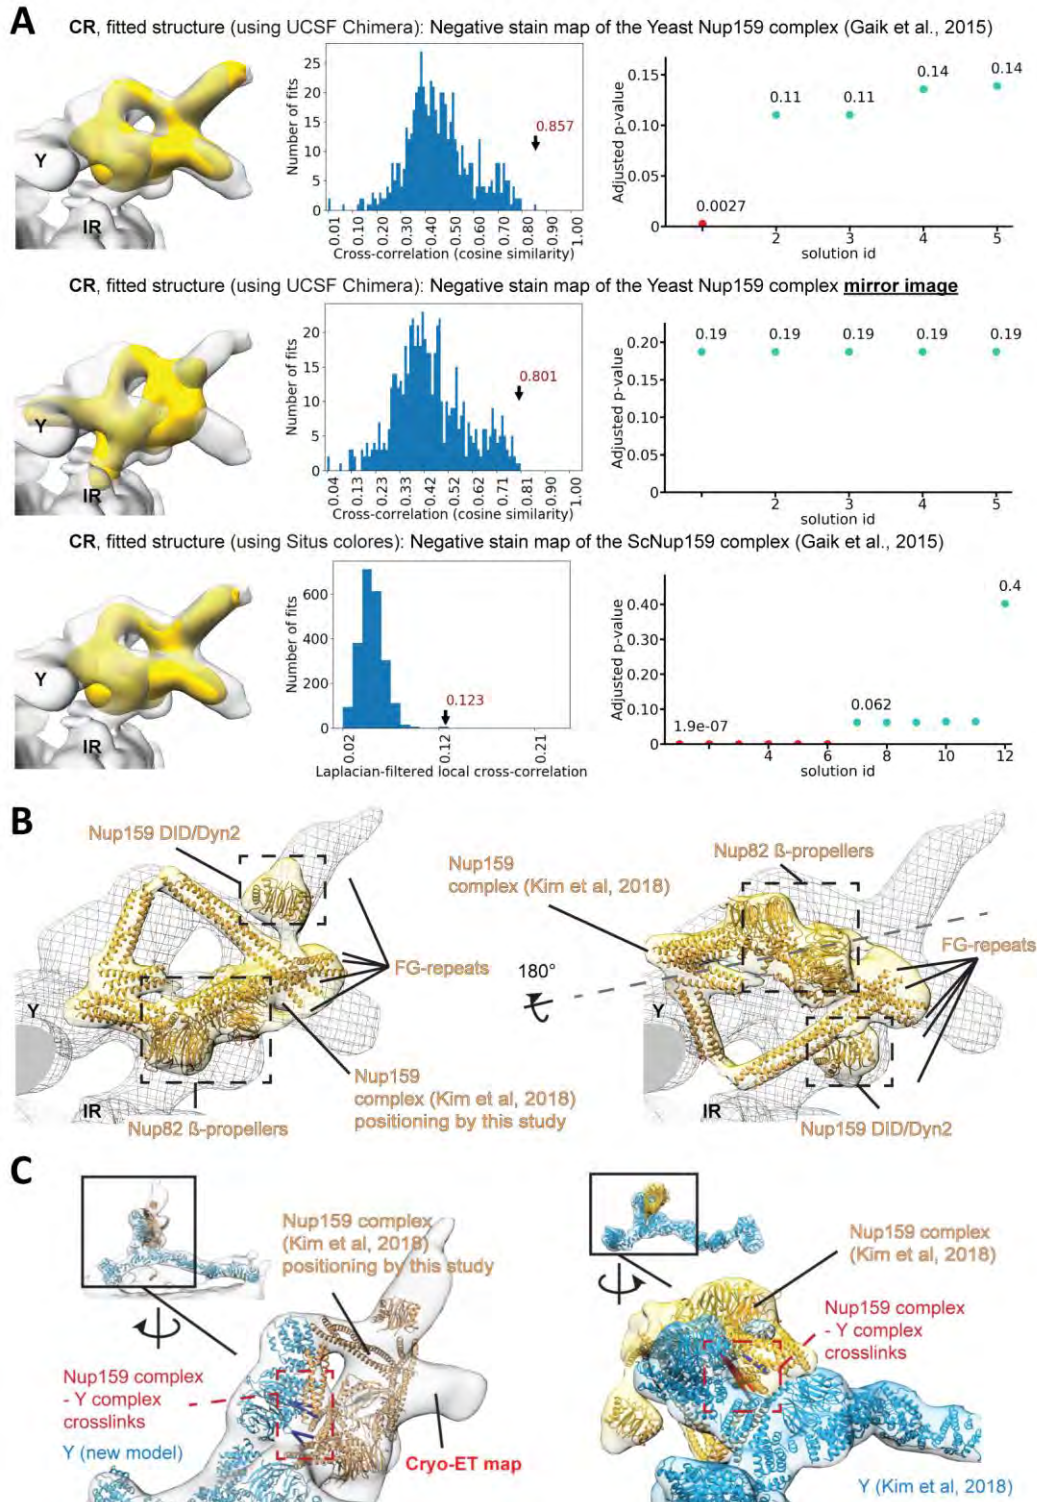 A
CR, fitted structure (using UCSF Chimera): Negative stain map of the Yeast Nup159 complex (Gaik et al., 2015)
Y
IR
Number of fits
25
20
15
10
5
0
0.857
0.01
0.10
0.20
0.30
0.40
0.50
0.60
0.70
0.80
0.90
1.00
Cross-correlation (cosine similarity)
Adjusted p-value
0.15
0.10
0.05
0
0.0027
0.11
0.11
0.14
0.14
2
3
4
5
solution id
CR, fitted structure (using UCSF Chimera): Negative stain map of the Yeast Nup159 complex mirror image
Y
IR
Number of fits
20
15
10
5
0
0.801
0.04
0.13
0.23
0.33
0.42
0.52
0.62
0.71
0.81
0.90
1.00
Cross-correlation (cosine similarity)
Adjusted p-value
0.20
0.15
0.10
0.05
0
0.19
0.19
0.19
0.19
0.19
2
3
4
5
solution id
CR, fitted structure (using Situs colores): Negative stain map of the ScNup159 complex (Gaik et al., 2015)
Y
IR
Number of fits
600
400
200
0
0.123
0.02
0.12
0.21
Laplacian-filtered local cross-correlation
Adjusted p-value
0.40
0.30
0.20
0.10
0
1.9e-07
0.062
0.4
4
6
8
10
12
solution id
B
Nup159 DID/Dyn2
FG-repeats
Y
IR
Nup82 ß-propellers
Nup159
complex (Kim et al, 2018)
positioning by this study
180°
Nup159
complex (Kim et al, 2018)
Nup82 ß-propellers
FG-repeats
Y
IR
Nup159 DID/Dyn2
C
Nup159 complex
(Kim et al, 2018)
positioning by this study
Nup159 complex
- Y complex
crosslinks
Y (new model)
Cryo-ET map
Nup159 complex
(Kim et al, 2018)
Nup159 complex
- Y complex
crosslinks
Y (Kim et al, 2018)